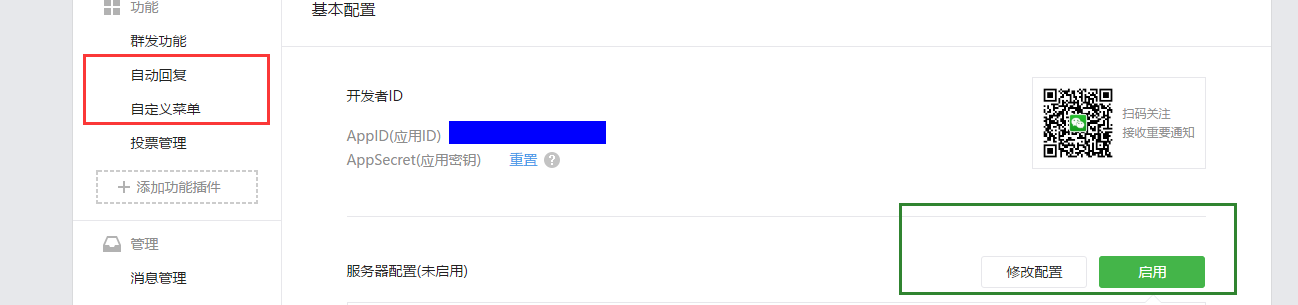 功能
群发功能
自动回复
自定义菜单
投票管理
添加功能插件
管理
消息管理
基本配置
开发者ID
AppID(应用ID)
AppSecret(应用密钥) 重置 ?
扫码关注
接收重要通知
服务器配置(未启用)
修改配置 启用